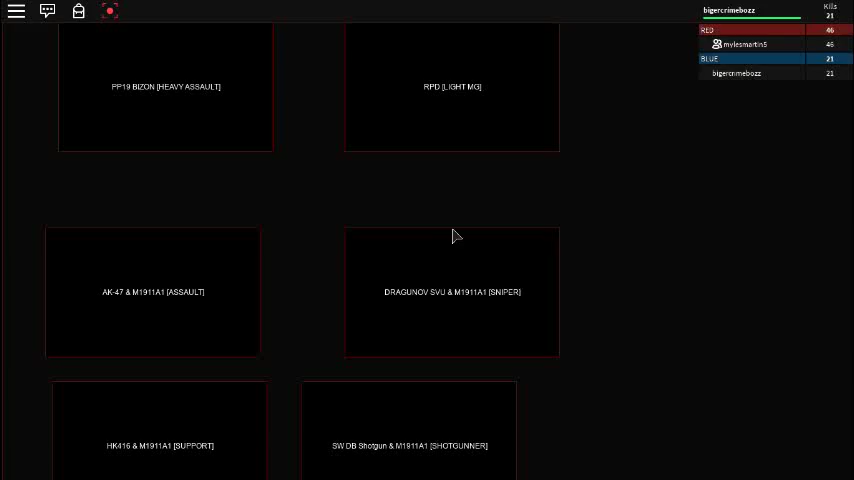 bigercrimebozz
Kills
21
RED 46
mylesmartin5 46
BLUE 21
bigercrimebozz 21
PP19 BIZON [HEAVY ASSAULT]
RPD [LIGHT MG]
AK-47 & M1911A1 [ASSAULT]
DRAGUNOV SVU & M1911A1 [SNIPER]
HK416 & M1911A1 [SUPPORT]
SW DB Shotgun & M1911A1 [SHOTGUNNER]